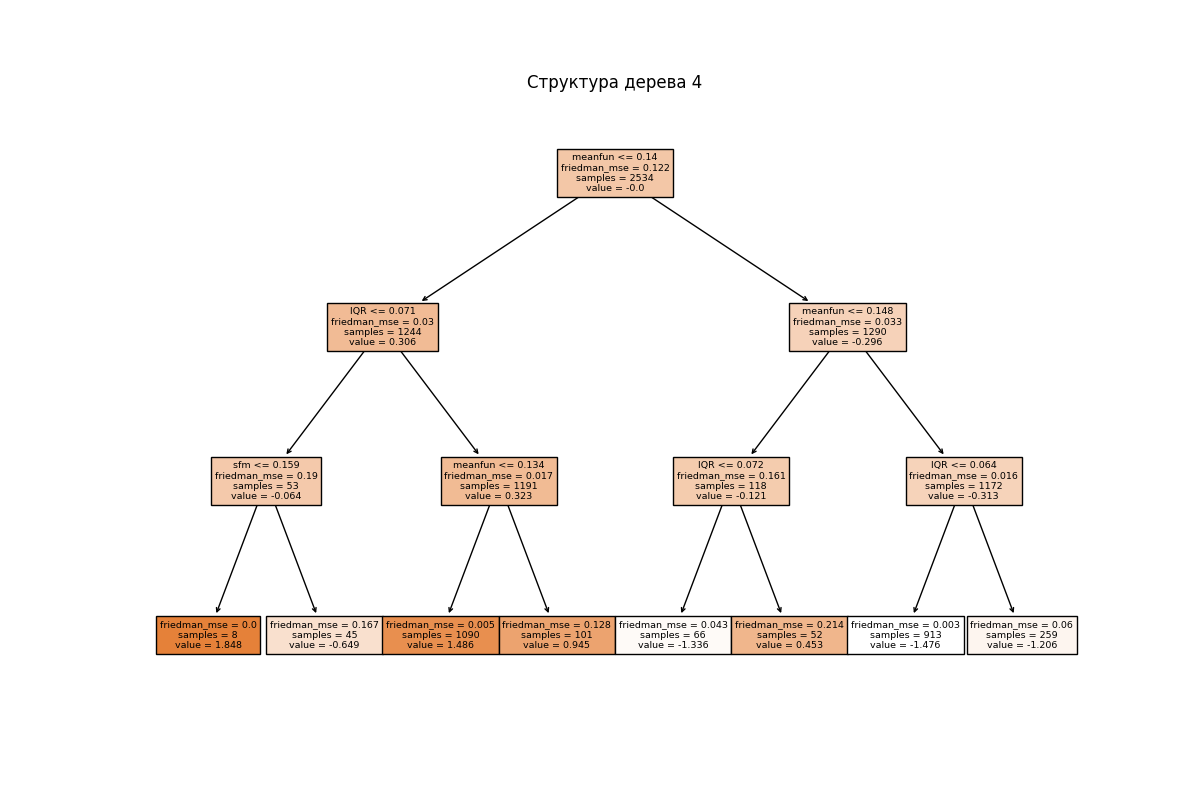 Структура дерева 4
meanfun <= 0.14
friedman_mse = 0.122
samples = 2534
value = -0.0
IQR <= 0.071
friedman_mse = 0.03
samples = 1244
value = 0.306
meanfun <= 0.148
friedman_mse = 0.033
samples = 1290
value = -0.296
sfm <= 0.159
friedman_mse = 0.19
samples = 53
value = -0.064
meanfun <= 0.134
friedman_mse = 0.017
samples = 1191
value = 0.323
IQR <= 0.072
friedman_mse = 0.161
samples = 118
value = -0.121
IQR <= 0.064
friedman_mse = 0.016
samples = 1172
value = -0.313
friedman_mse = 0.0
samples = 8
value = 1.848
friedman_mse = 0.167
samples = 45
value = -0.649
friedman_mse = 0.005
samples = 1090
value = 1.486
friedman_mse = 0.128
samples = 101
value = 0.945
friedman_mse = 0.043
samples = 66
value = -1.336
friedman_mse = 0.214
samples = 52
value = 0.453
friedman_mse = 0.003
samples = 913
value = -1.476
friedman_mse = 0.06
samples = 259
value = -1.206